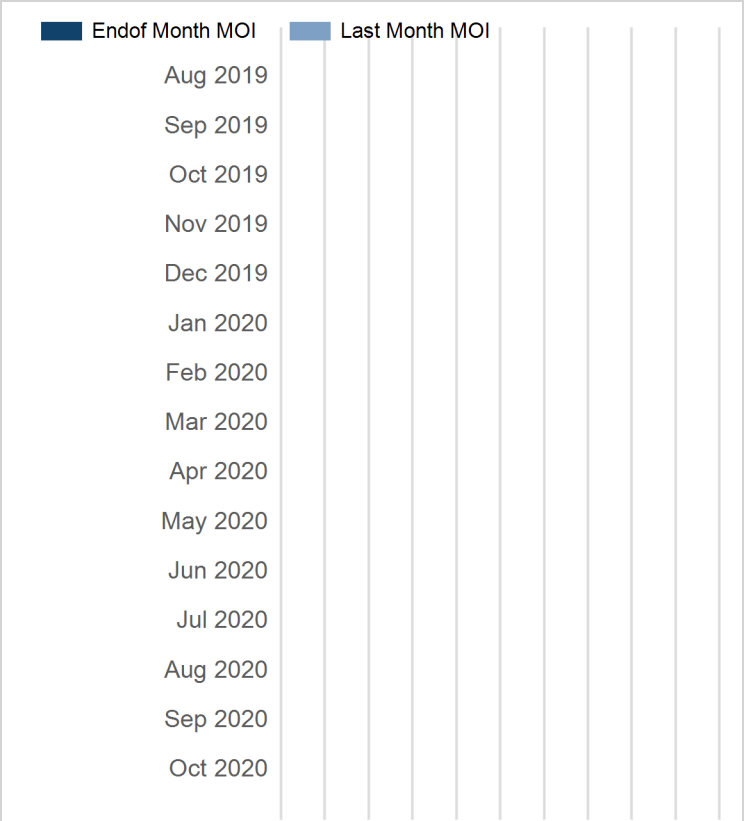 Endof Month MOI Last Month MOI
Aug 2019
Sep 2019
Oct 2019
Nov 2019
Dec 2019
Jan 2020
Feb 2020
Mar 2020
Apr 2020
May 2020
Jun 2020
Jul 2020
Aug 2020
Sep 2020
Oct 2020